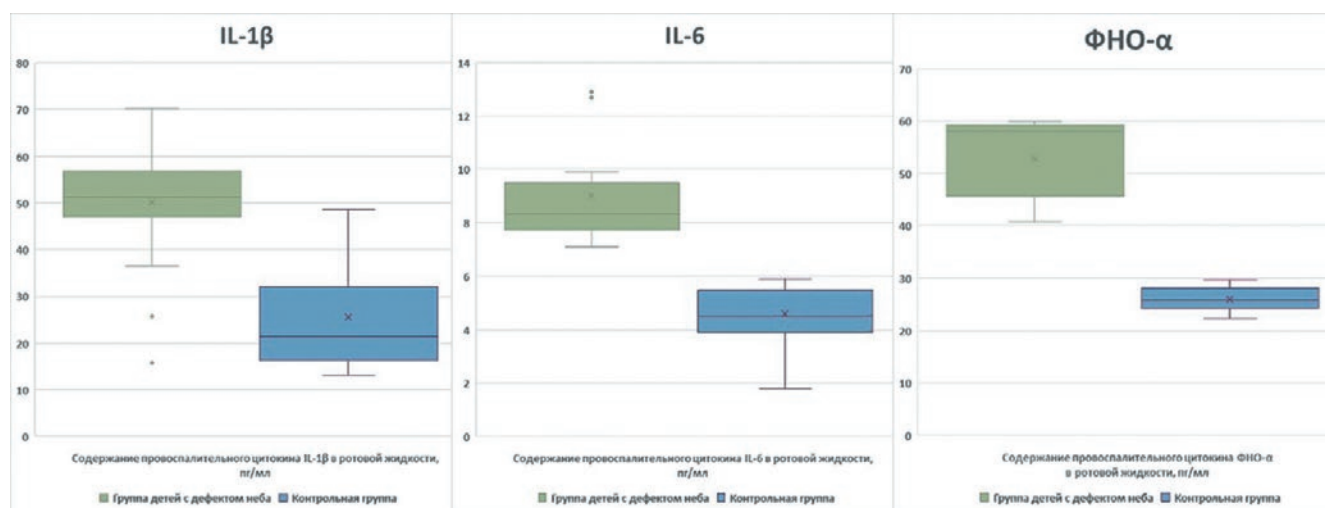 IL-1β
80
70
60
50
40
30
20
10
0
Содержание провоспалительного цитокина IL-1β в ротовой жидкости,
пг/мл
Группа детей с дефектом неба Контрольная группа
IL-6
14
12
10
8
6
4
2
0
Содержание провоспалительного цитокина IL-6 в ротовой жидкости,
пг/мл
Группа детей с дефектом неба Контрольная группа
ФНО-α
70
60
50
40
30
20
10
0
Содержание провоспалительного цитокина ФНО-α
в ротовой жидкости, пг/мл
Группа детей с дефектом неба Контрольная группа